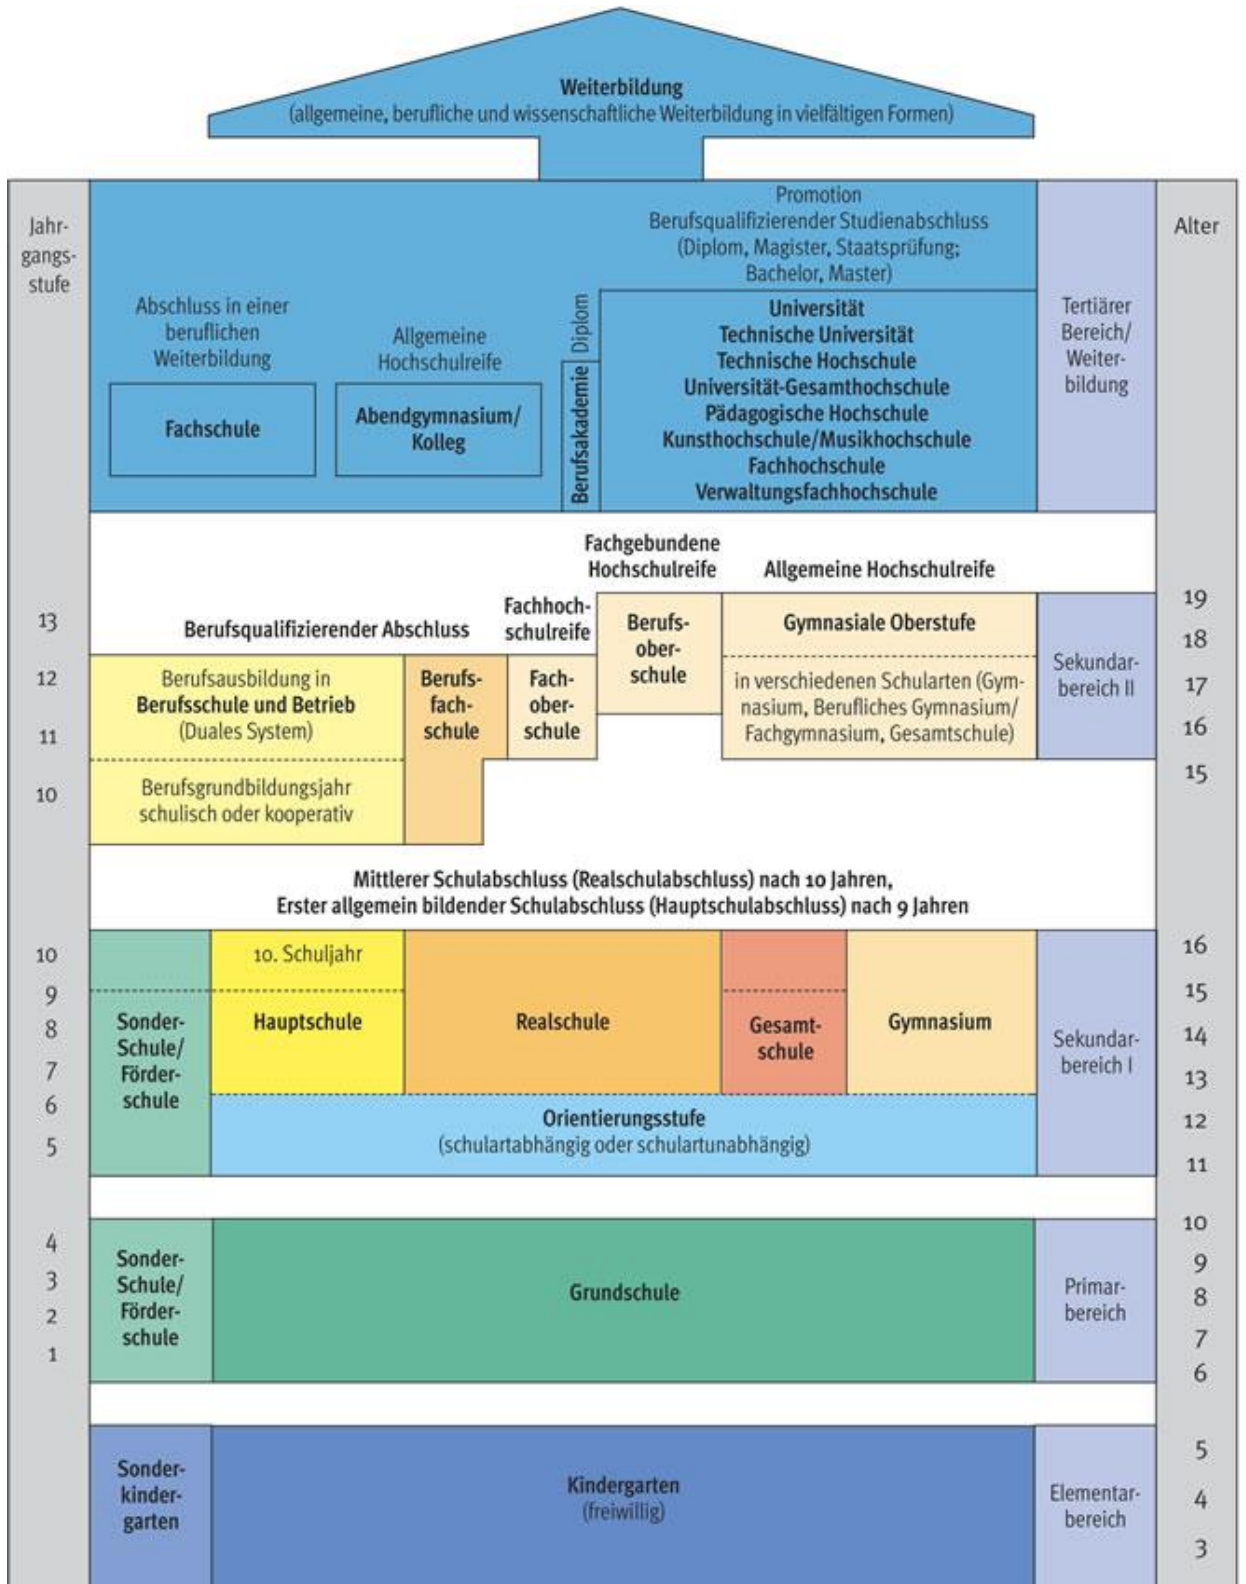 Weiterbildung
(allgemeine, berufliche und wissenschaftliche Weiterbildung in vielfältigen Formen)
Jahr-
gangs-
stufe
Alter
Promotion
Berufsqualifizierender Studienabschluss
(Diplom, Magister, Staatsprüfung;
Bachelor, Master)
Abschluss in einer
beruflichen
Weiterbildung
Fachschule
Allgemeine
Hochschulreife
Abendgymnasium/
Kolleg
Diplom
Berufsakademie
Universität
Technische Universität
Technische Hochschule
Universität-Gesamthochschule
Pädagogische Hochschule
Kunsthochschule/Musikhochschule
Fachhochschule
Verwaltungsfachhochschule
Tertiärer
Bereich/
Weiter-
bildung
13
12
11
10
Berufsqualifizierender Abschluss
Berufsausbildung in
Berufsschule und Betrieb
(Duales System)
Berufsgrundbildungsjahr
schulisch oder kooperativ
Berufs-
fach-
schule
Fachhoch-
schulreife
Fach-
ober-
schule
Fachgebundene
Hochschulreife
Berufs-
ober-
schule
Allgemeine Hochschulreife
Gymnasiale Oberstufe
in verschiedenen Schularten (Gym-
nasium, Berufliches Gymnasium/
Fachgymnasium, Gesamtschule)
Sekundar-
bereich II
19
18
17
16
15
Mittlerer Schulabschluss (Realschulabschluss) nach 10 Jahren,
Erster allgemein bildender Schulabschluss (Hauptschulabschluss) nach 9 Jahren
10
9
8
7
6
5
Sonder-
Schule/
Förder-
schule
10. Schuljahr
Hauptschule
Realschule
Gesamt-
schule
Gymnasium
Orientierungsstufe
(schulartabhängig oder schulartunabhängig)
Sekundar-
bereich I
16
15
14
13
12
11
4
3
2
1
Sonder-
Schule/
Förder-
schule
Grundschule
Primar-
bereich
10
9
8
7
6
Sonder-
kinder-
garten
Kindergarten
(freiwillig)
Elementar-
bereich
5
4
3